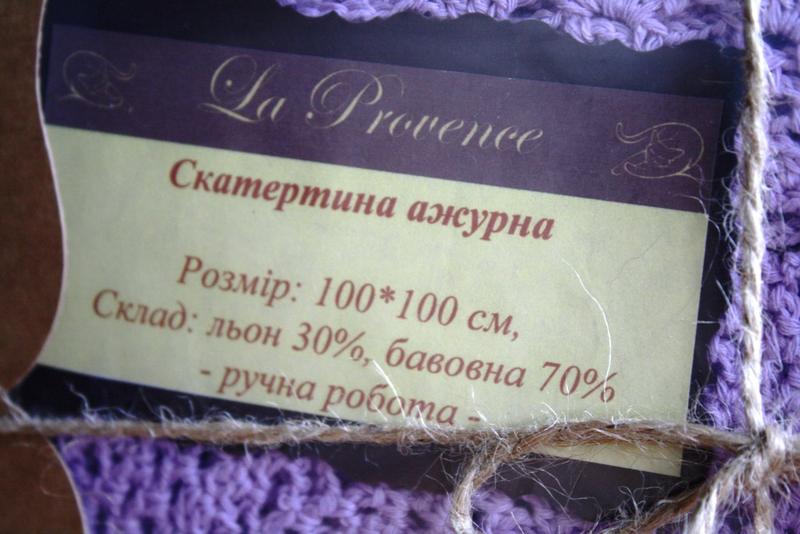 La Provence
Скатертина ажурна
Розмір: 100*100 см,
Склад: льон 30%, бавовна 70%
- ручна робота -